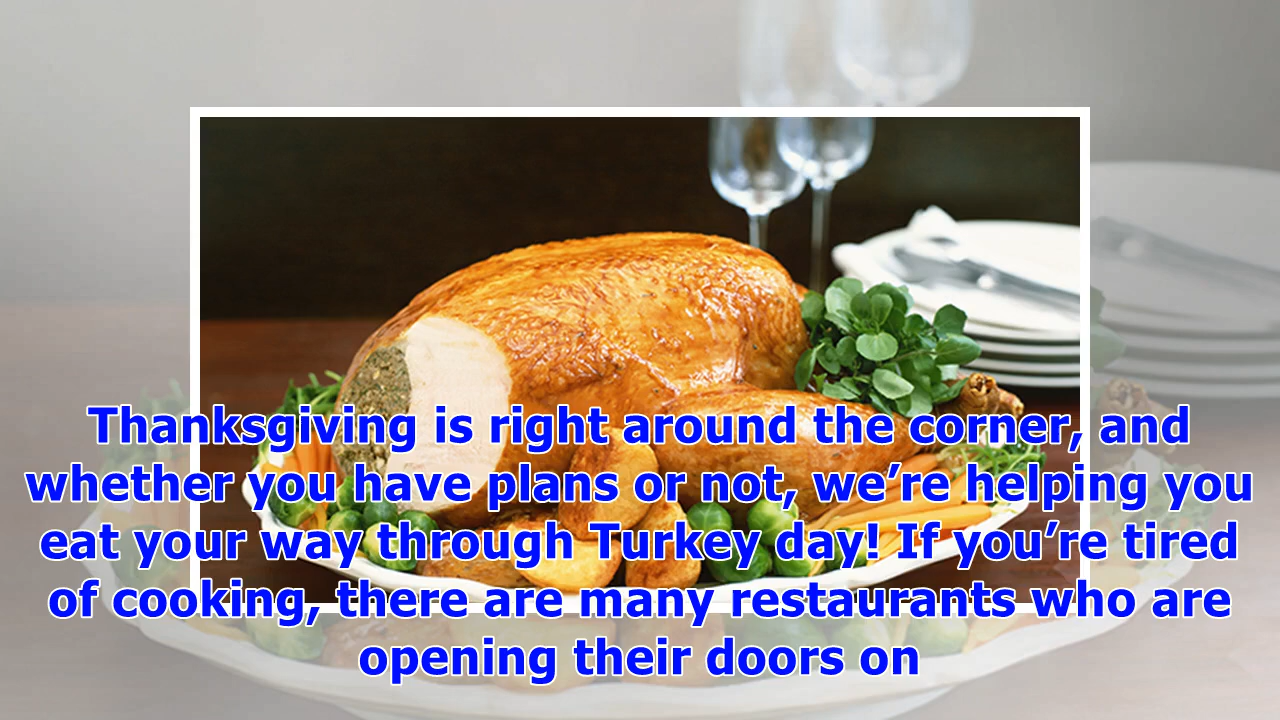 Thanksgiving is right around the corner, and
whether you have plans or not, we’re helping you
eat your way through Turkey day! If you’re tired
of cooking, there are many restaurants who are
opening their doors on